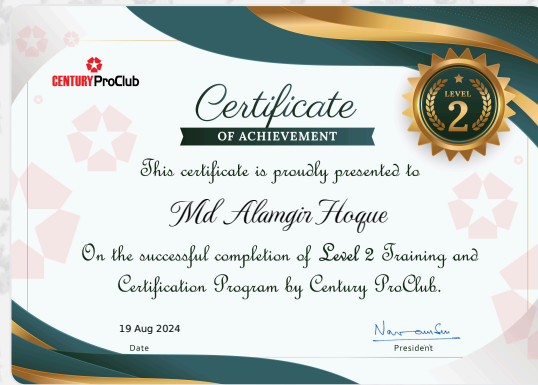 CENTURY ProClub
Certificate
OF ACHIEVEMENT
LEVEL
2
This certificate is proudly presented to
Md Alamgir Hoque
On the successful completion of Level 2 Training and
Certification Program by Century ProClub.
19 Aug 2024
Date
President